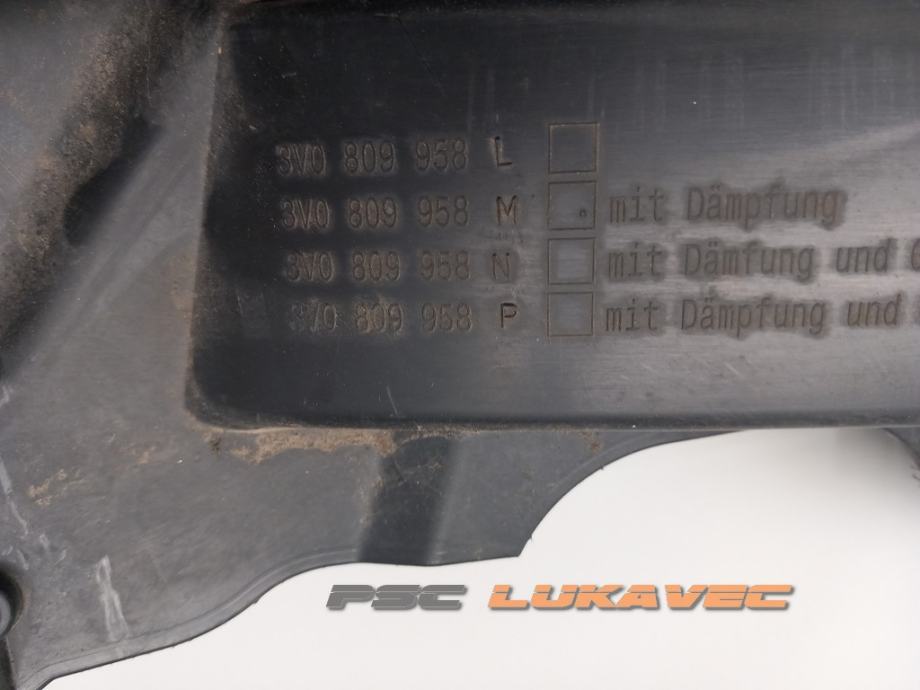 3V0 809 958 L
3V0 809 958 M mit Dämpfung
3V0 809 958 N mit Dämfung und
3V0 809 958 P mit Dämpfung und
PSC LUKAVEC